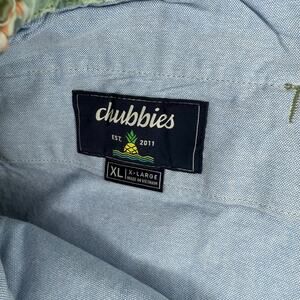 chubbies
EST. 2011
XL X-LARGE
MADE IN VIETNAM